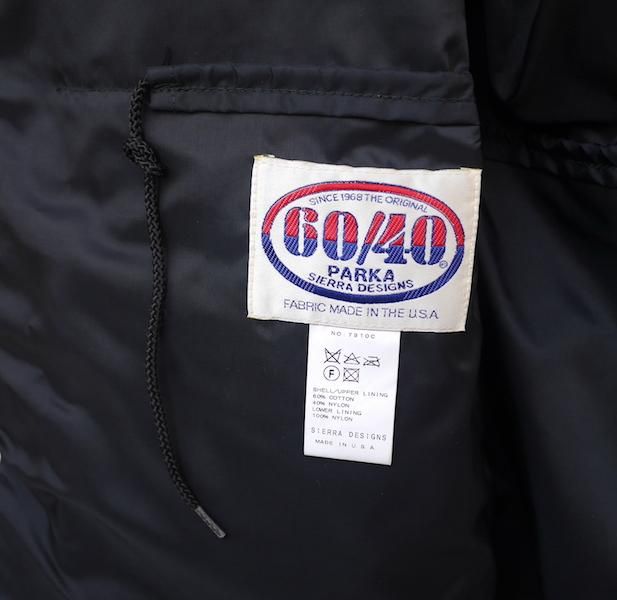 SINCE 1968 THE ORIGINAL
60/40
®
PARKA
SIERRA DESIGNS
FABRIC MADE IN THE U.S.A
NO. 7910C
F
SHELL/UPPER LINING
60% COTTON
40% NYLON
LOWER LINING
100% NYLON
SIERRA DESIGNS
MADE IN U.S.A